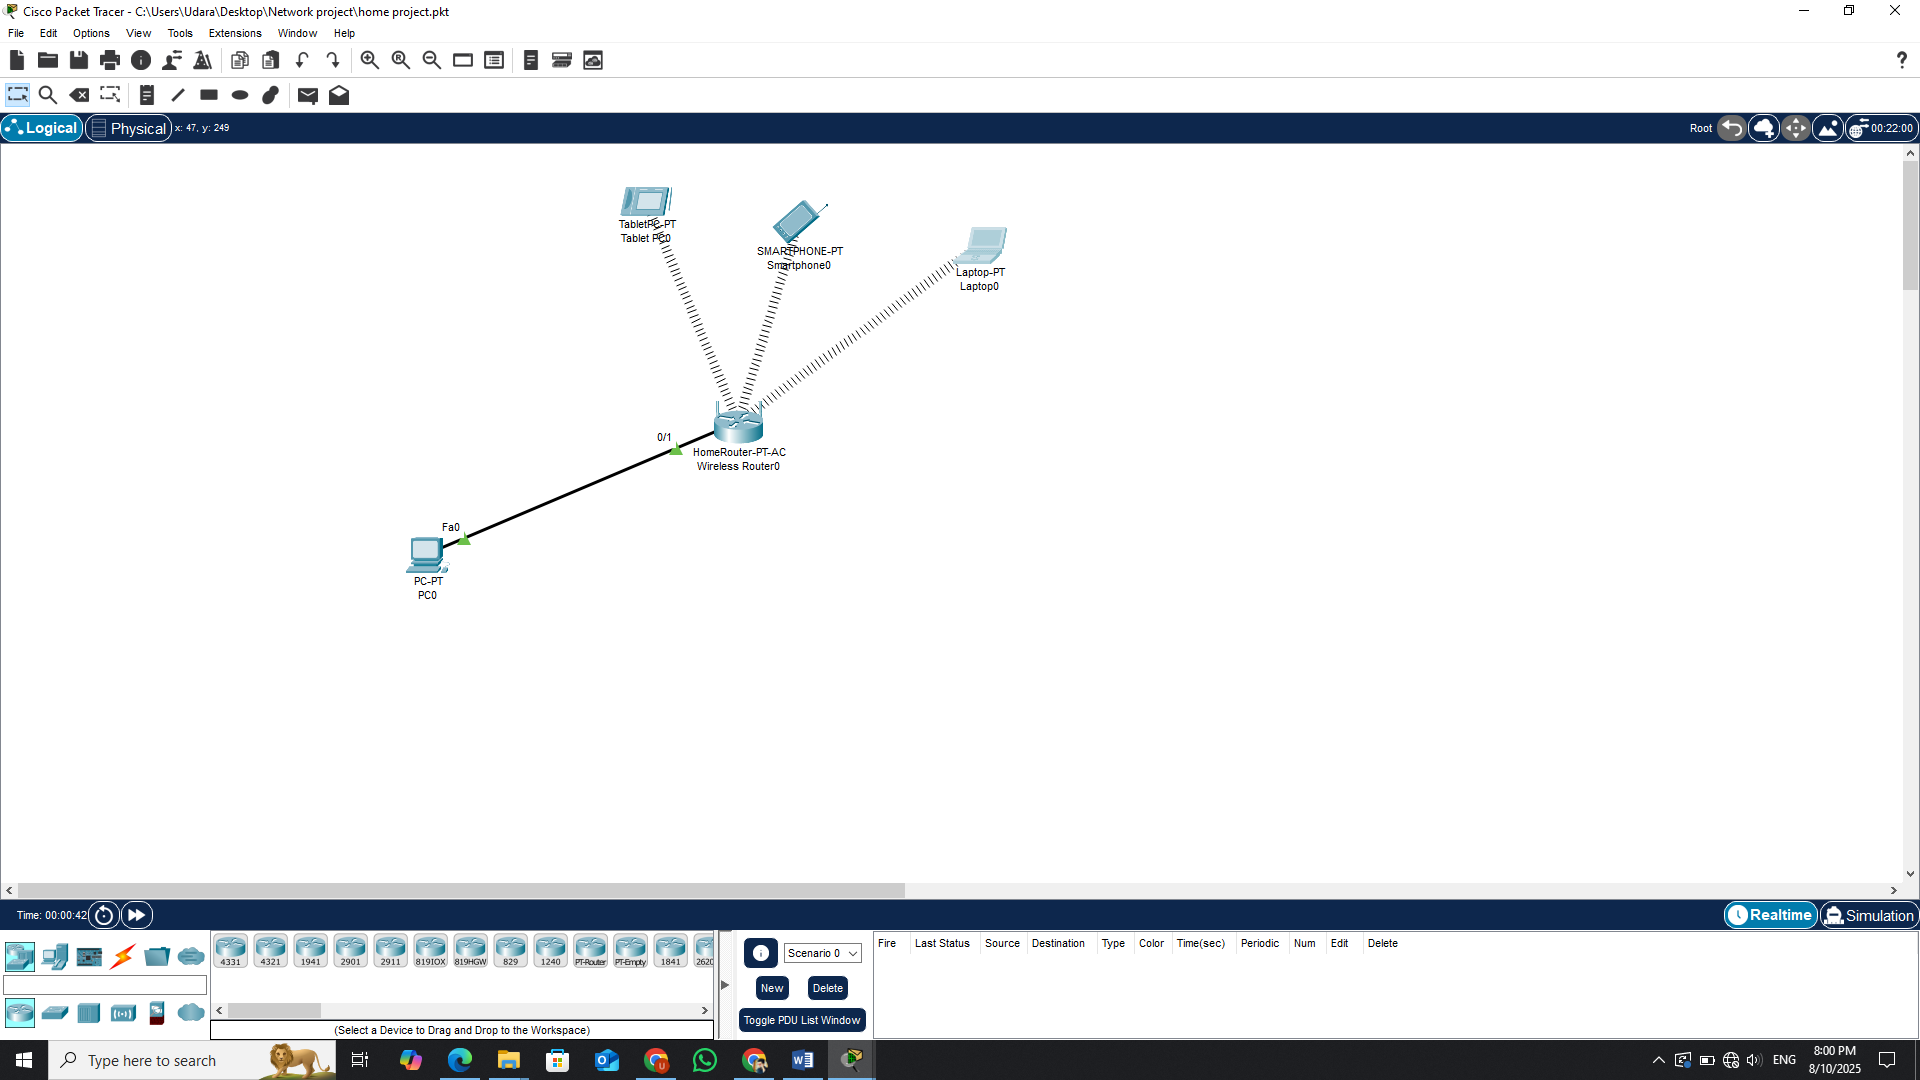 Cisco Packet Tracer - C:\Users\Udara\Desktop\Network project\home project.pkt
File Edit Options View Tools Extensions Window Help
?
Logical Physical x: 47, y: 249 Root 00:22:00
TabletPC-PT
Tablet PC0
SMARTPHONE-PT
Smartphone0
Laptop-PT
Laptop0
0/1
HomeRouter-PT-AC
Wireless Router0
Fa0
PC-PT
PC0
Time: 00:00:42 Realtime Simulation
4331 4321 1941 2901 2911 819IOX 819HGW 829 1240 PT-Router PT-Empty 1841 2620
Scenario 0
Fire Last Status Source Destination Type Color Time(sec) Periodic Num Edit Delete
New Delete
Toggle PDU List Window
(Select a Device to Drag and Drop to the Workspace)
Type here to search
ENG
8:00 PM
8/10/2025